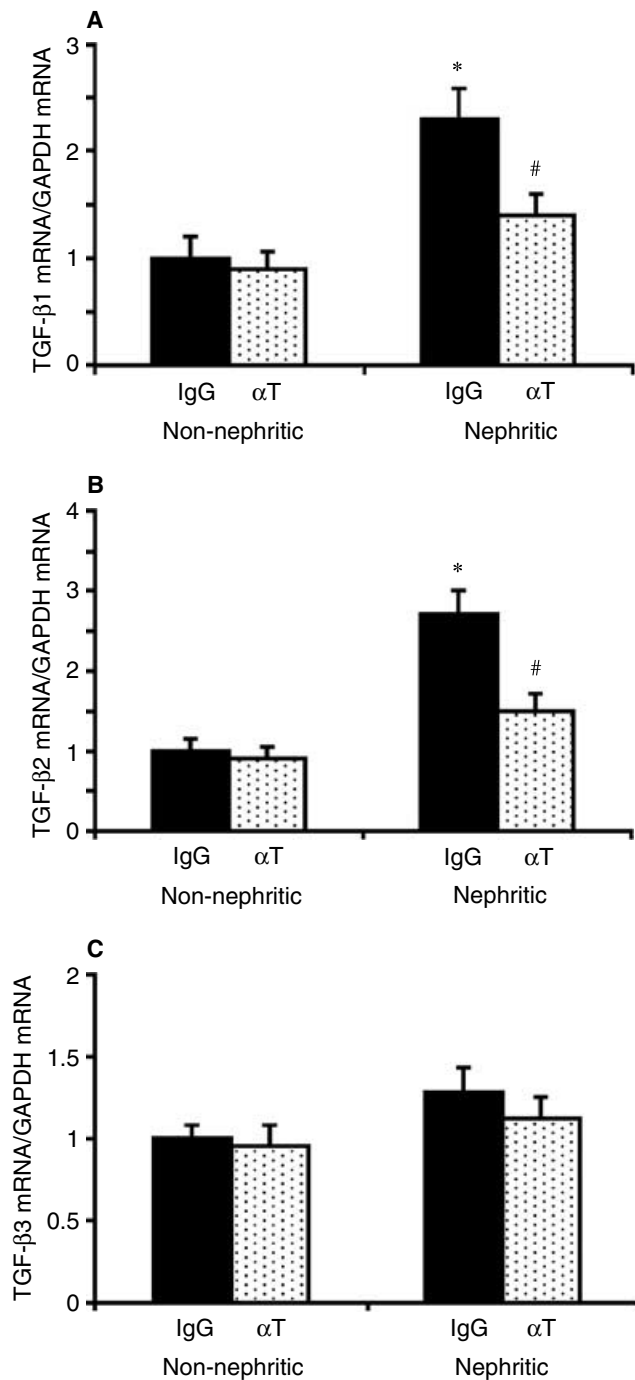 A
TGF-β1 mRNA/GAPDH mRNA
3
2
1
0
*
#
IgG αT IgG αT
Non-nephritic Nephritic
B
TGF-β2 mRNA/GAPDH mRNA
4
3
2
1
0
*
#
IgG αT IgG αT
Non-nephritic Nephritic
C
TGF-β3 mRNA/GAPDH mRNA
2
1.5
1
0.5
0
IgG αT IgG αT
Non-nephritic Nephritic